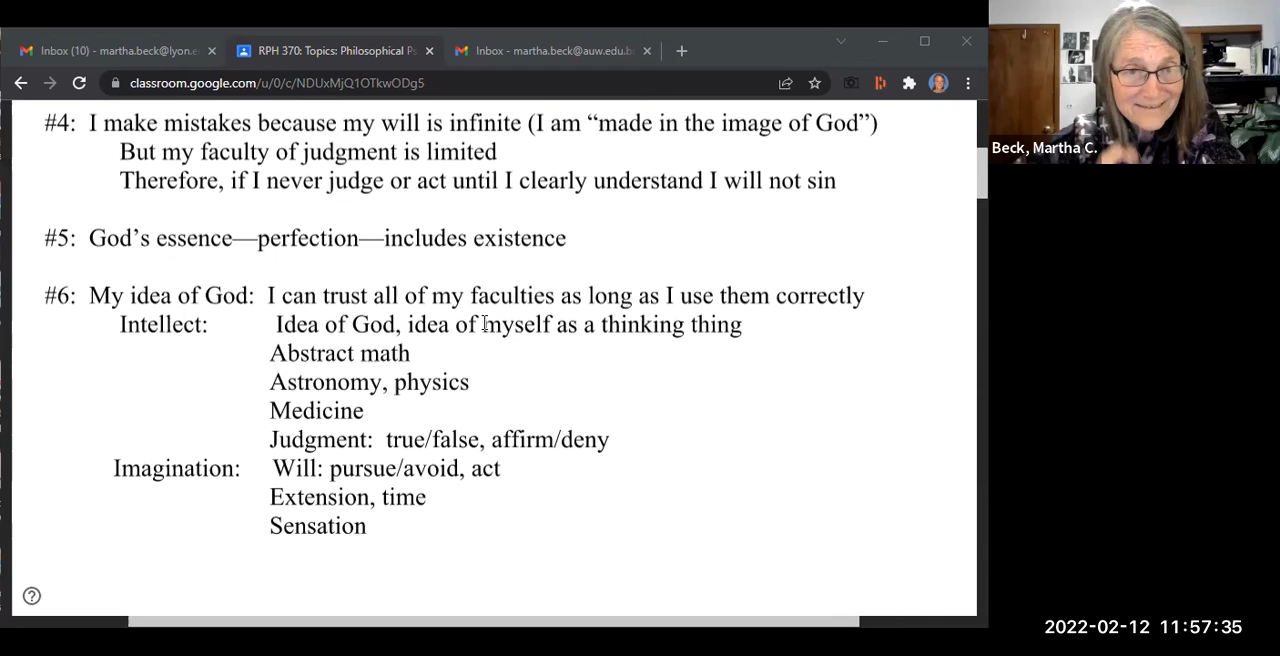 Inbox (10) - martha.beck@lyon.e
RPH 370: Topics: Philosophical Ps
Inbox - martha.beck@auw.edu.b
classroom.google.com/u/0/c/NDUxMjQ1OTkwODg5
#4: I make mistakes because my will is infinite (I am “made in the image of God”)
But my faculty of judgment is limited
Therefore, if I never judge or act until I clearly understand I will not sin
#5: God’s essence—perfection—includes existence
#6: My idea of God: I can trust all of my faculties as long as I use them correctly
Intellect: Idea of God, idea of myself as a thinking thing
Abstract math
Astronomy, physics
Medicine
Judgment: true/false, affirm/deny
Imagination: Will: pursue/avoid, act
Extension, time
Sensation
Beck, Martha C.
2022-02-12 11:57:35